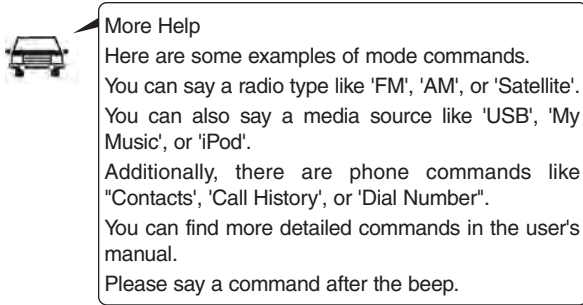 More Help
Here are some examples of mode commands.
You can say a radio type like 'FM', 'AM', or 'Satellite'.
You can also say a media source like 'USB', 'My
Music', or 'iPod'.
Additionally, there are phone commands like
"Contacts', 'Call History', or 'Dial Number".
You can find more detailed commands in the user's
manual.
Please say a command after the beep.